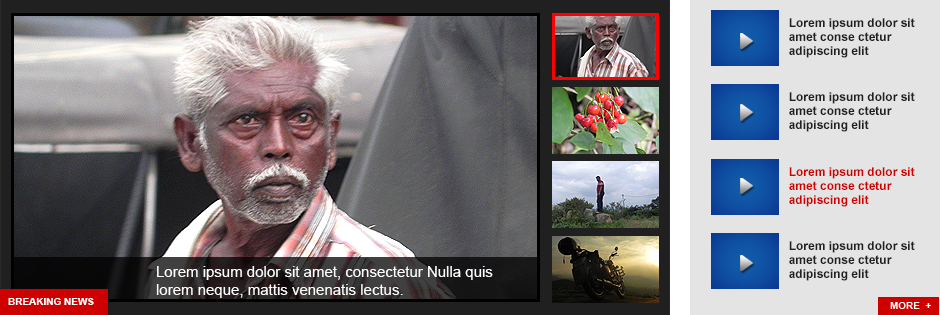 Lorem ipsum dolor sit amet, consectetur Nulla quis
lorem neque, mattis venenatis lectus.
BREAKING NEWS
Lorem ipsum dolor sit
amet conse ctetur
adipiscing elit
Lorem ipsum dolor sit
amet conse ctetur
adipiscing elit
Lorem ipsum dolor sit
amet conse ctetur
adipiscing elit
Lorem ipsum dolor sit
amet conse ctetur
adipiscing elit
MORE +